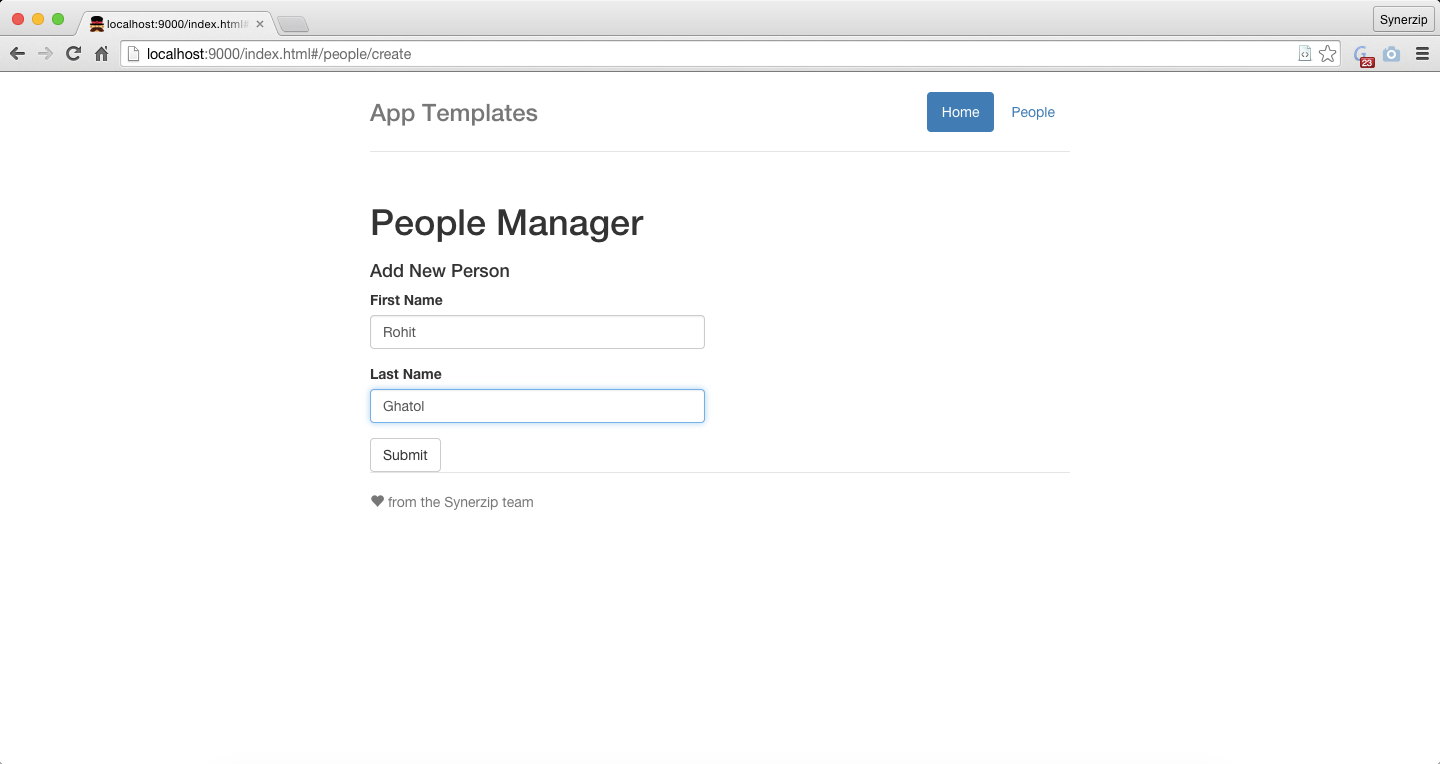 localhost:9000/index.html#
Synerzip
localhost:9000/index.html#/people/create
23
App Templates
Home
People
People Manager
Add New Person
First Name
Rohit
Last Name
Ghatol
Submit
from the Synerzip team